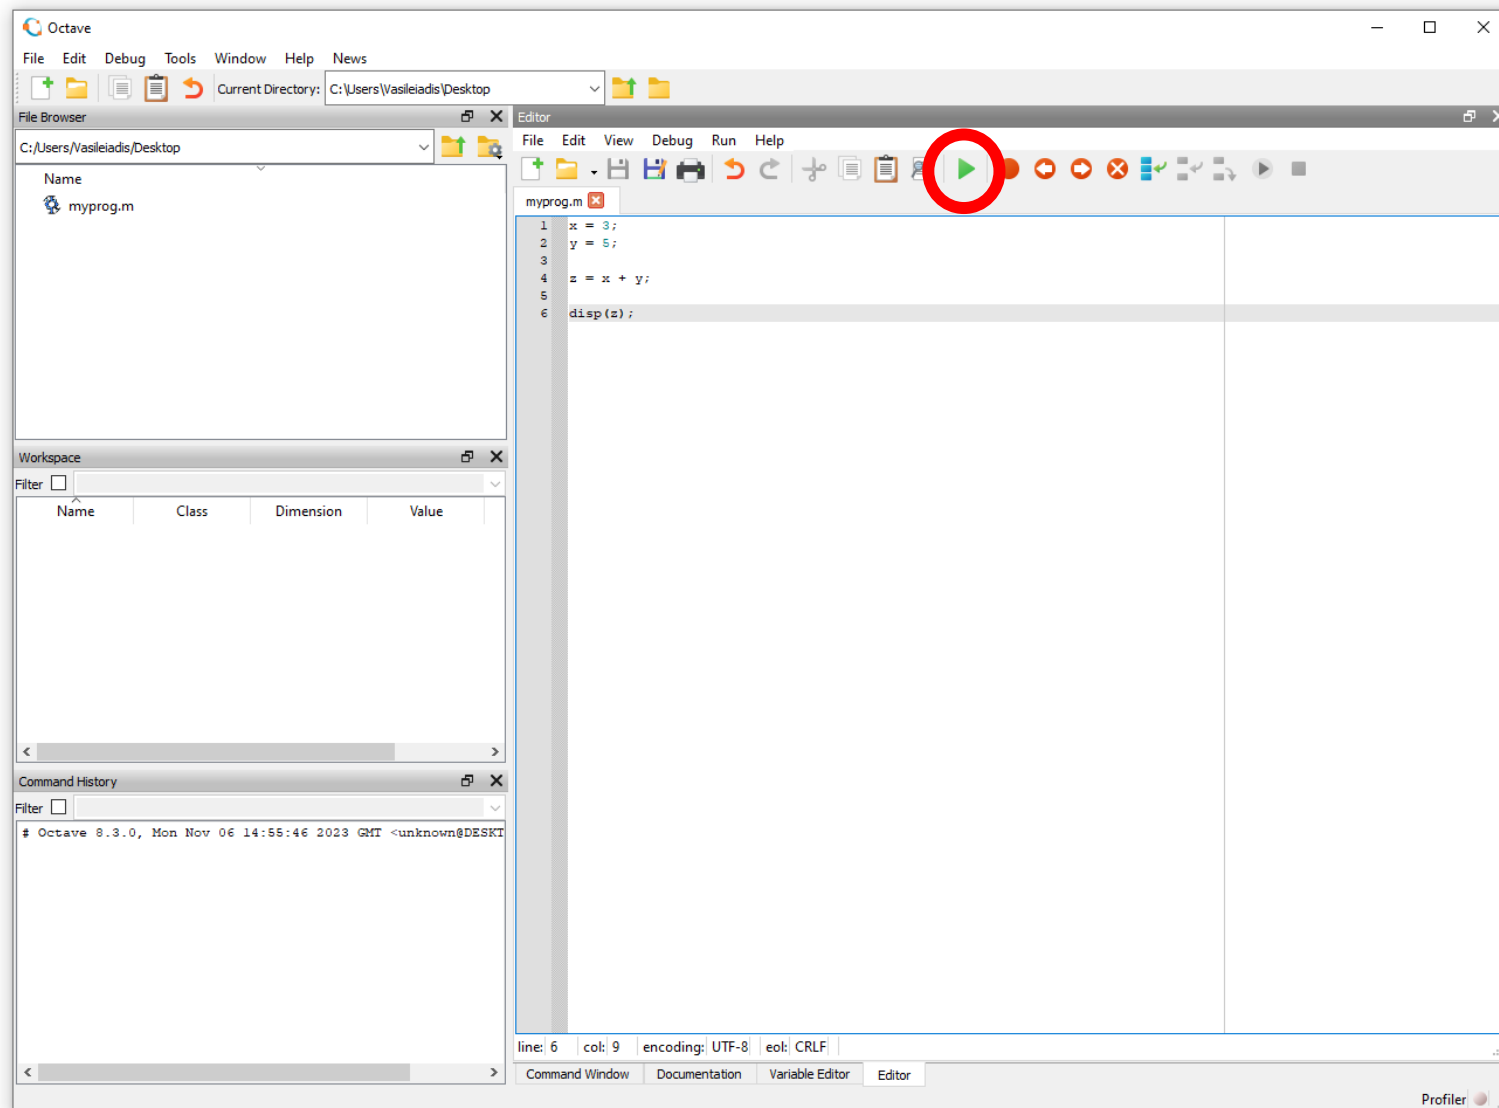 Octave
File Edit Debug Tools Window Help News
Current Directory: C:\Users\Vasileiadis\Desktop
File Browser
C:/Users/Vasileiadis/Desktop
Name
myprog.m
Workspace
Filter
Name Class Dimension Value
Command History
Filter
# Octave 8.3.0, Mon Nov 06 14:55:46 2023 GMT <unknown@DESKT
Editor
File Edit View Debug Run Help
myprog.m
1 x = 3;
2 y = 5;
3
4 z = x + y;
5
6 disp(z);
line: 6 col: 9 encoding: UTF-8 eol: CRLF
Command Window Documentation Variable Editor Editor
Profiler